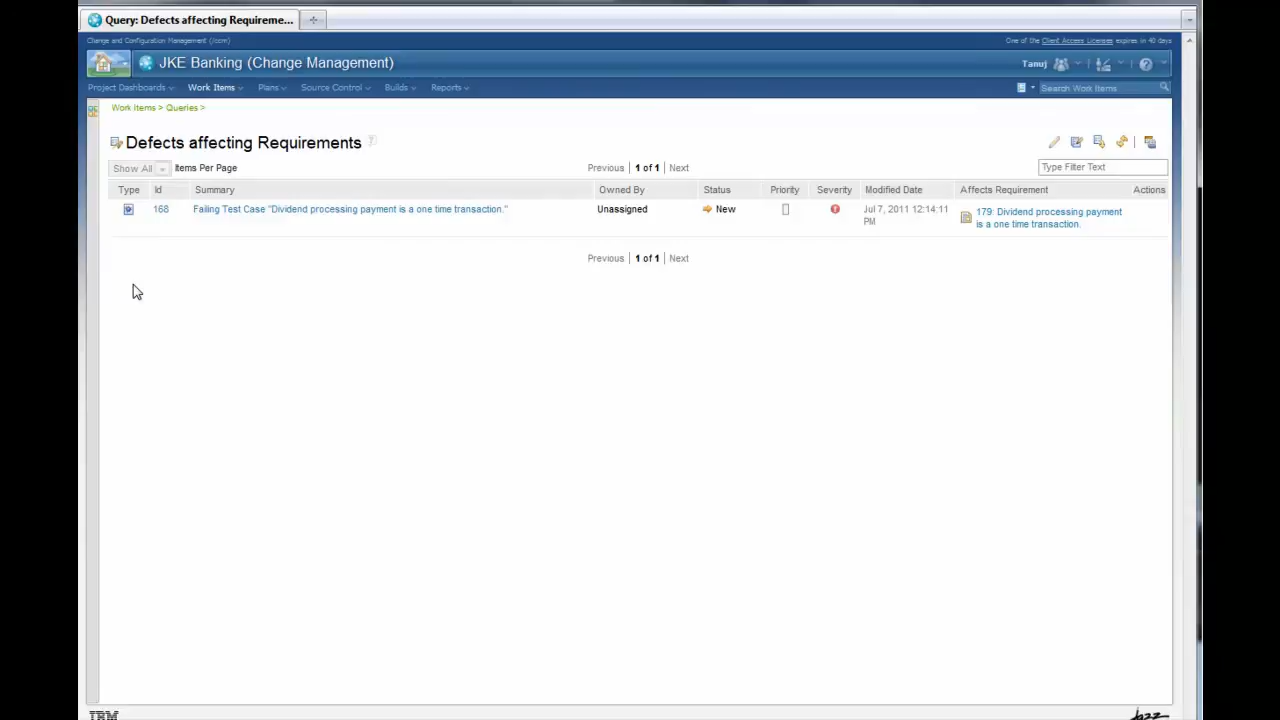 Query: Defects affecting Requireme...
Change and Configuration Management (/ccm)
One of the Client Access Licenses expires in 40 days
JKE Banking (Change Management)
Tanuj
Project Dashboards Work Items Plans Source Control Builds Reports
Search Work Items
Work Items > Queries >
Defects affecting Requirements
Show All Items Per Page
Previous 1 of 1 Next
Type Filter Text
Type Id Summary Owned By Status Priority Severity Modified Date Affects Requirement Actions
168 Failing Test Case "Dividend processing payment is a one time transaction." Unassigned New Jul 7, 2011 12:14:11 PM 179: Dividend processing payment is a one time transaction.
Previous 1 of 1 Next
IBM
Jazz